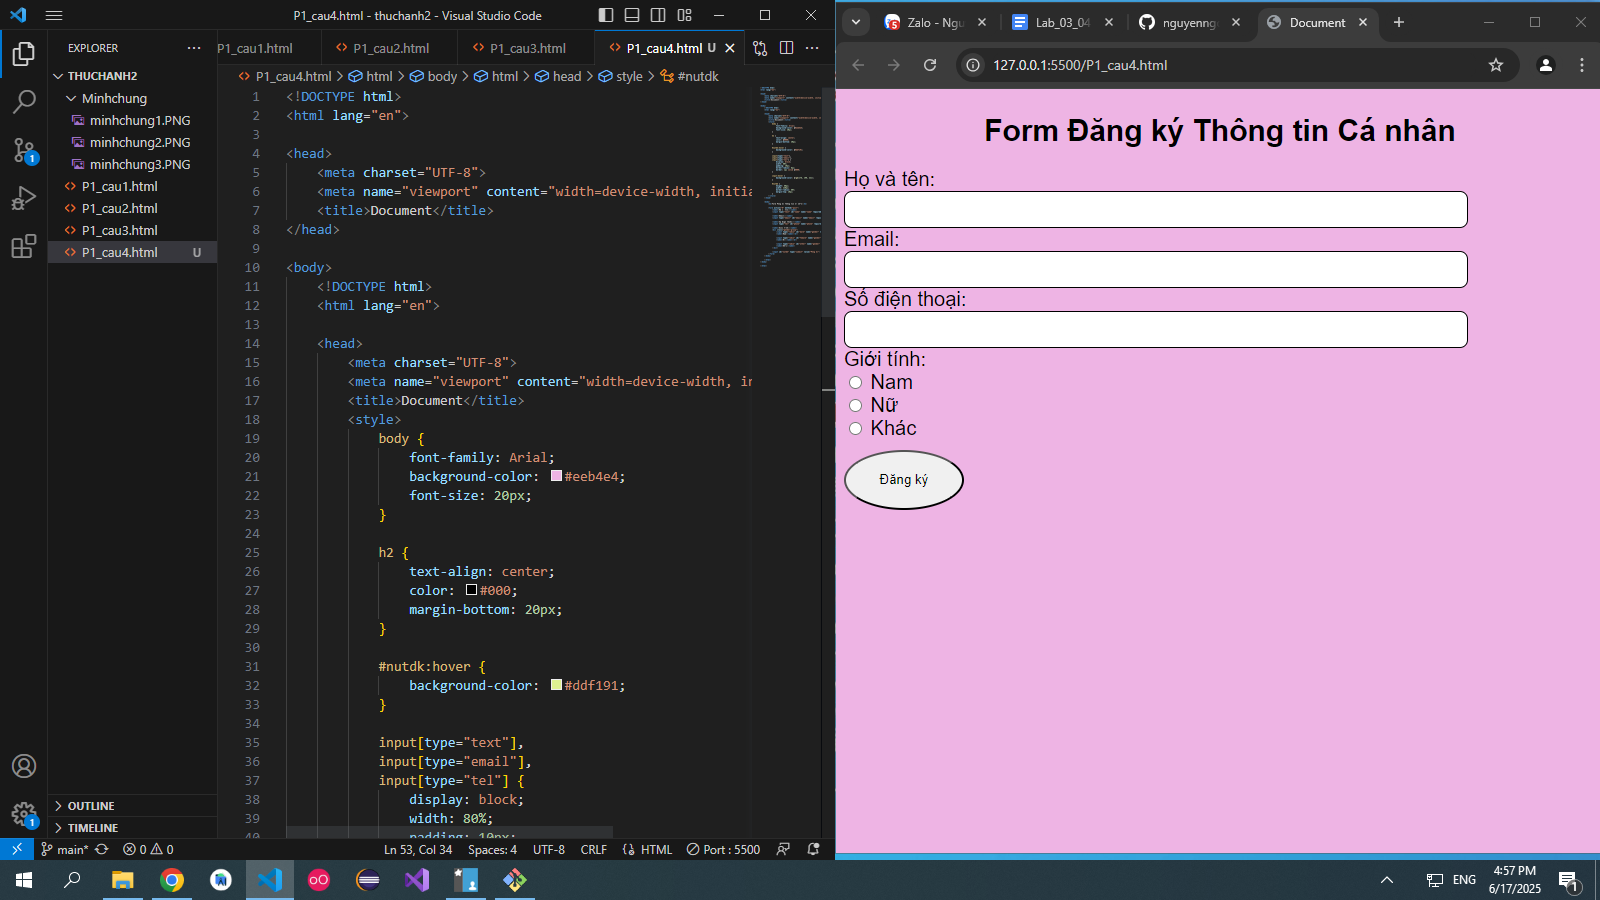 P1_cau4.html - thuchanh2 - Visual Studio Code
EXPLORER
THUCHANH2
Minhchung
minhchung1.PNG
minhchung2.PNG
minhchung3.PNG
P1_cau1.html
P1_cau2.html
P1_cau3.html
P1_cau4.html U
OUTLINE
TIMELINE
P1_cau1.html P1_cau2.html P1_cau3.html P1_cau4.html U
P1_cau4.html > html > body > html > head > style > #nutdk
1 <!DOCTYPE html>
2 <html lang="en">
3
4 <head>
5 <meta charset="UTF-8">
6 <meta name="viewport" content="width=device-width, initia
7 <title>Document</title>
8 </head>
9
10 <body>
11 <!DOCTYPE html>
12 <html lang="en">
13
14 <head>
15 <meta charset="UTF-8">
16 <meta name="viewport" content="width=device-width, in
17 <title>Document</title>
18 <style>
19 body {
20 font-family: Arial;
21 background-color: #eeb4e4;
22 font-size: 20px;
23 }
24
25 h2 {
26 text-align: center;
27 color: #000;
28 margin-bottom: 20px;
29 }
30
31 #nutdk:hover {
32 background-color: #ddf191;
33 }
34
35 input[type="text"],
36 input[type="email"],
37 input[type="tel"] {
38 display: block;
39 width: 80%;
40 padding: 10px;
main* 0 0 Ln 53, Col 34 Spaces: 4 UTF-8 CRLF HTML Port : 5500
Zalo - Ngu Lab_03_04 nguyenng Document
127.0.0.1:5500/P1_cau4.html
Form Đăng ký Thông tin Cá nhân
Họ và tên:
Email:
Số điện thoại:
Giới tính:
Nam
Nữ
Khác
Đăng ký
ENG
4:57 PM
6/17/2025
1